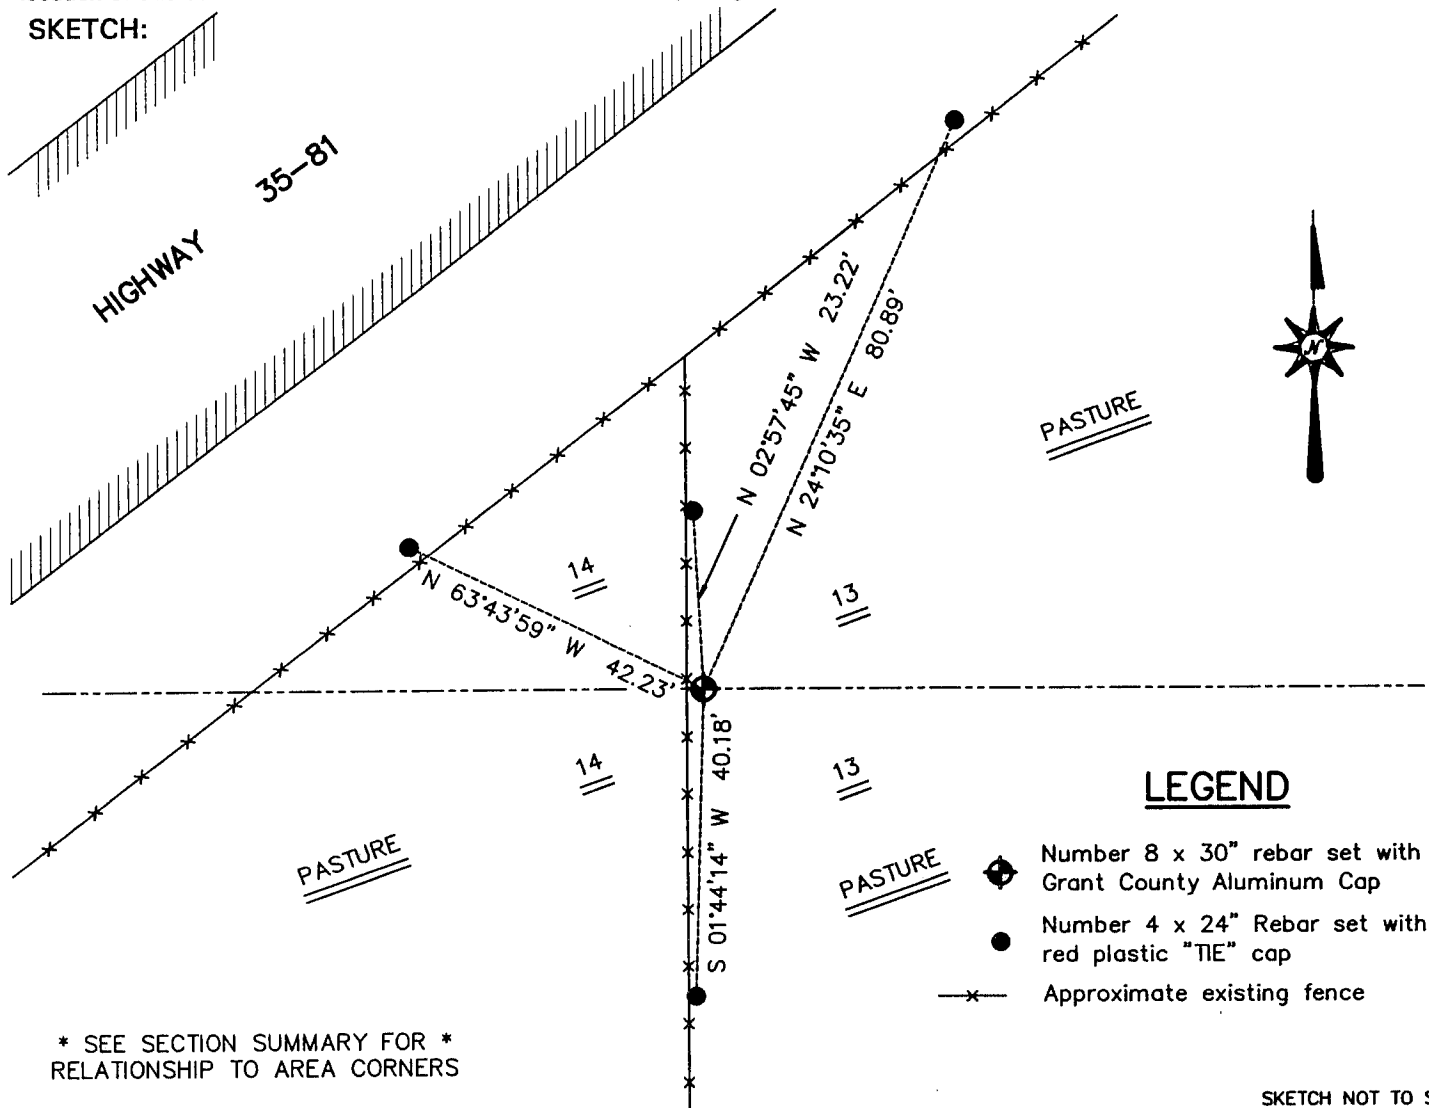 SKETCH:
HIGHWAY 35-81
N 02°57'45" W 23.22'
N 24°10'35" E 80.89'
PASTURE
N
14
13
N 63°43'59" W 42.23'
S 01°44'14" W 40.18'
14
13
PASTURE
PASTURE
LEGEND
Number 8 x 30" rebar set with
Grant County Aluminum Cap
Number 4 x 24" Rebar set with
red plastic "TIE" cap
Approximate existing fence
* SEE SECTION SUMMARY FOR *
RELATIONSHIP TO AREA CORNERS
SKETCH NOT TO